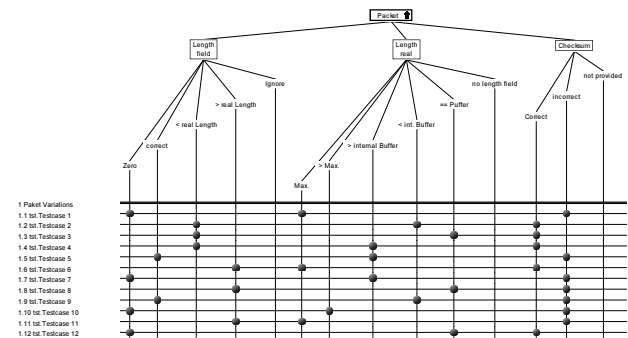 Packet
Length field
Length real
Checksum
Ignore
no length field
not provided
> real Length
== Puffer
incorrect
< real Length
< int. Buffer
Correct
correct
> internal Buffer
Zero
> Max.
Max.
1 Paket Variations
1.1 tst.Testcase 1
1.2 tst.Testcase 2
1.3 tst.Testcase 3
1.4 tst.Testcase 4
1.5 tst.Testcase 5
1.6 tst.Testcase 6
1.7 tst.Testcase 7
1.8 tst.Testcase 8
1.9 tst.Testcase 9
1.10 tst.Testcase 10
1.11 tst.Testcase 11
1.12 tst.Testcase 12